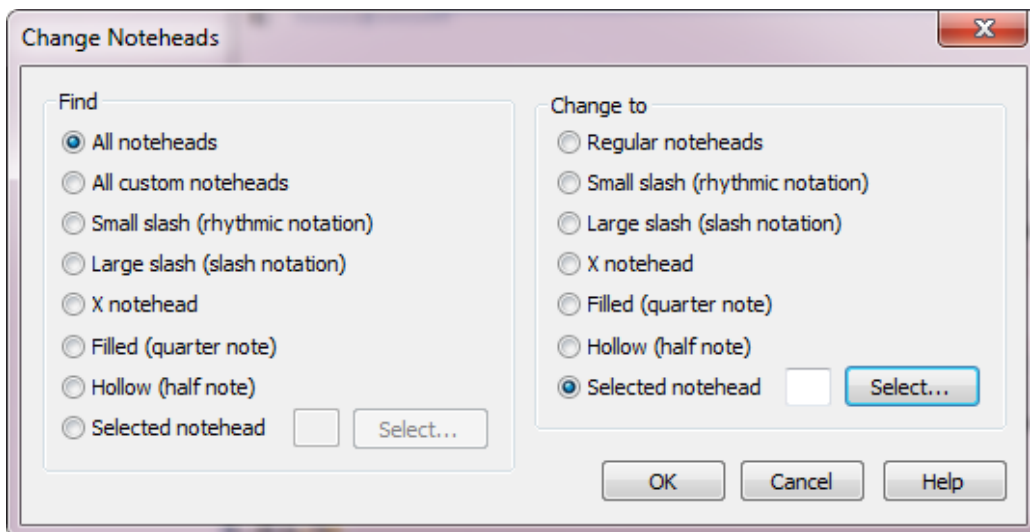 Change Noteheads
Find
All noteheads
All custom noteheads
Small slash (rhythmic notation)
Large slash (slash notation)
X notehead
Filled (quarter note)
Hollow (half note)
Selected notehead
Select...
Change to
Regular noteheads
Small slash (rhythmic notation)
Large slash (slash notation)
X notehead
Filled (quarter note)
Hollow (half note)
Selected notehead
Select...
OK
Cancel
Help